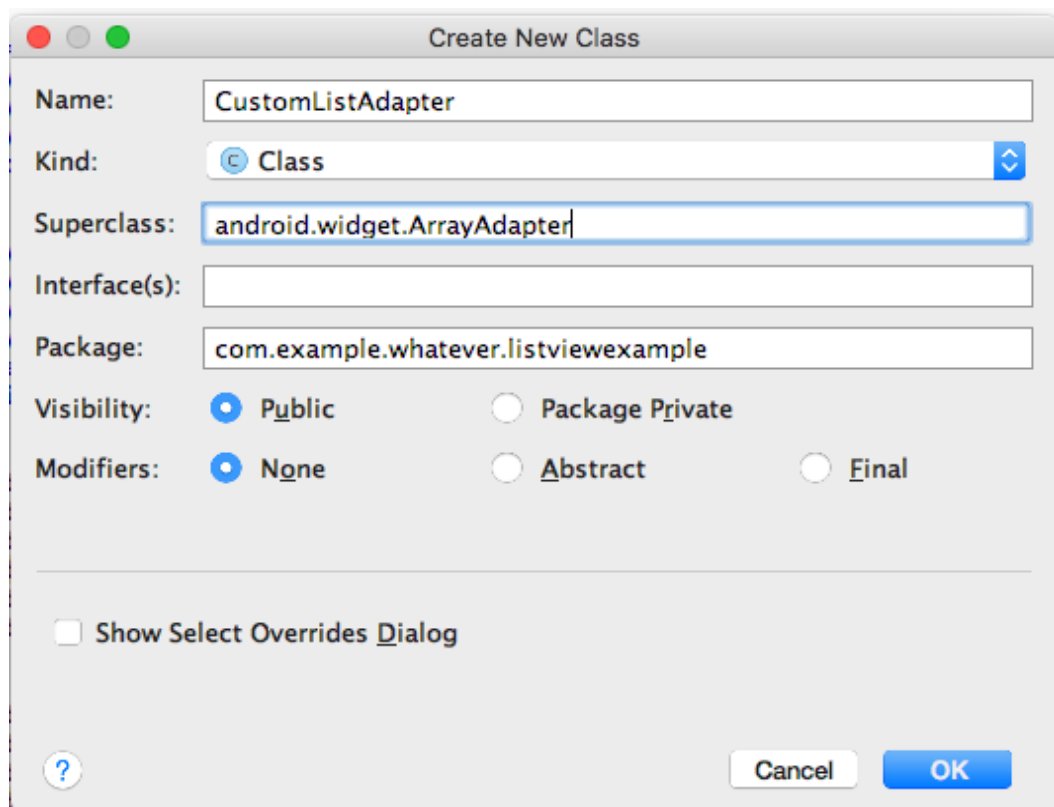 Create New Class
Name: CustomListAdapter
Kind: C Class
Superclass: android.widget.ArrayAdapter
Interface(s):
Package: com.example.whatever.listviewexample
Visibility: Public Package Private
Modifiers: None Abstract Final
Show Select Overrides Dialog
? Cancel OK